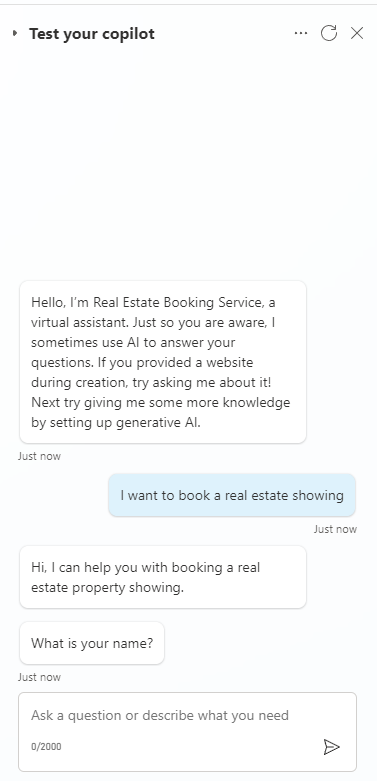 Test your copilot
Hello, I'm Real Estate Booking Service, a
virtual assistant. Just so you are aware, I
sometimes use AI to answer your
questions. If you provided a website
during creation, try asking me about it!
Next try giving me some more knowledge
by setting up generative AI.
Just now
I want to book a real estate showing
Just now
Hi, I can help you with booking a real
estate property showing.
What is your name?
Just now
Ask a question or describe what you need
0/2000